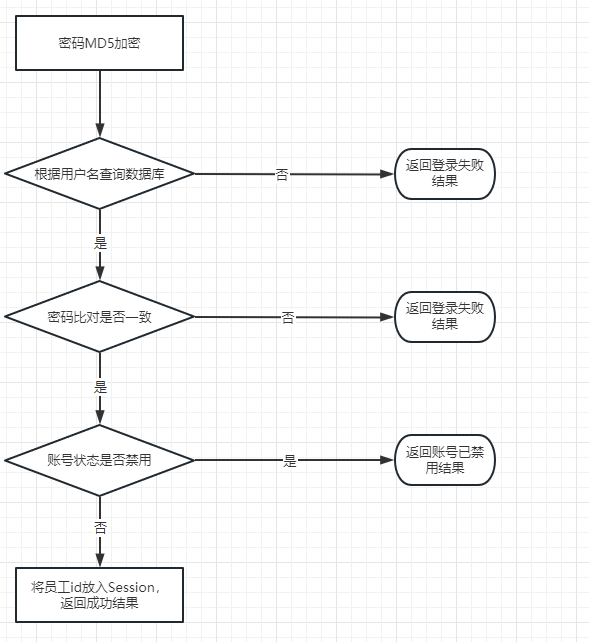 密码MD5加密
根据用户名查询数据库
否
返回登录失败
结果
是
密码比对是否一致
否
返回登录失败
结果
是
账号状态是否禁用
是
返回账号已禁
用结果
否
将员工id放入Session，
返回成功结果